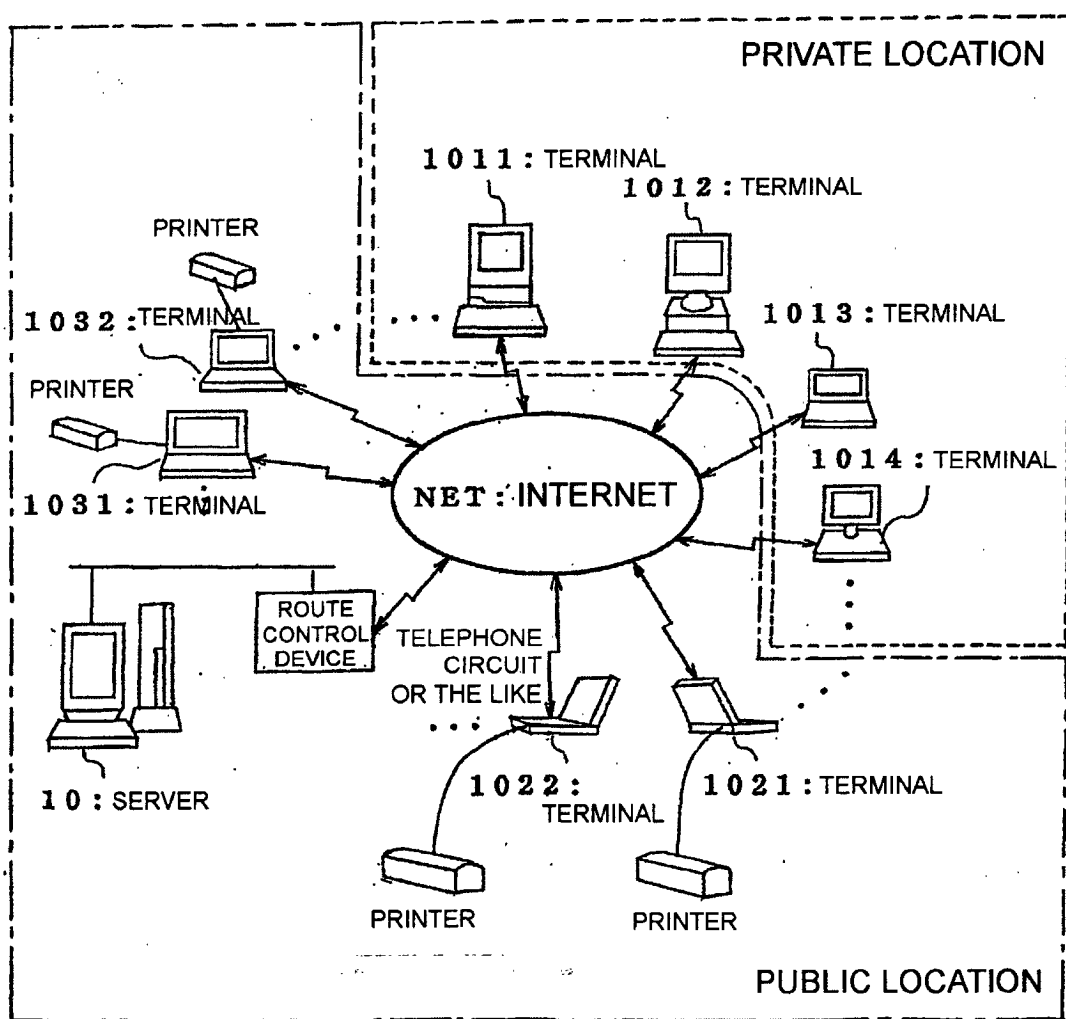 PRIVATE LOCATION
1011: TERMINAL
1012: TERMINAL
PRINTER
1032: TERMINAL
1013: TERMINAL
PRINTER
1014: TERMINAL
NET: INTERNET
1031: TERMINAL
ROUTE
CONTROL
DEVICE
TELEPHONE
CIRCUIT
OR THE LIKE
10: SERVER
1022:
TERMINAL
1021: TERMINAL
PRINTER
PRINTER
PUBLIC LOCATION